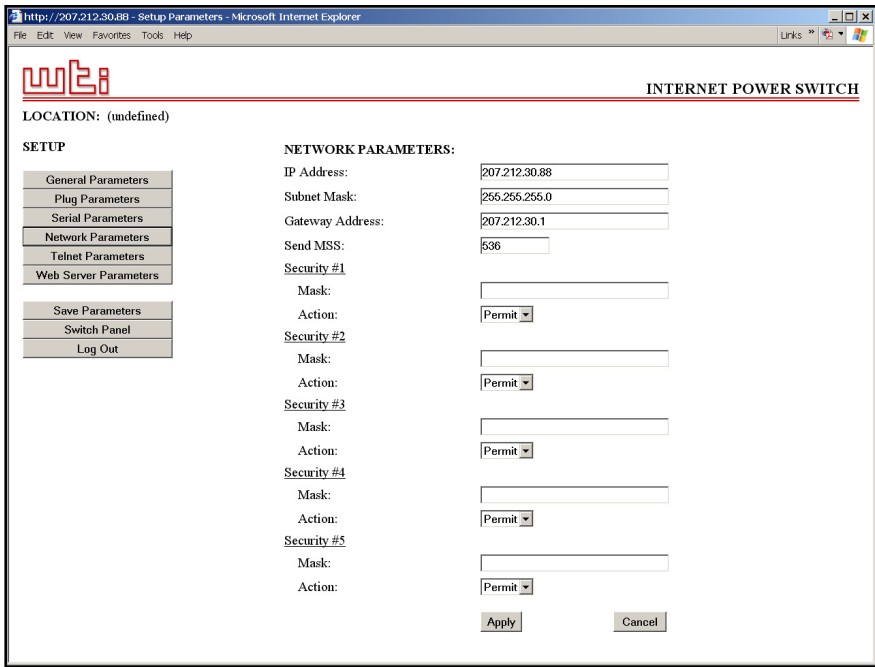 http://207.212.30.88 - Setup Parameters - Microsoft Internet Explorer
File Edit View Favorites Tools Help
Links »
wti
INTERNET POWER SWITCH
LOCATION: (undefined)
SETUP
General Parameters
Plug Parameters
Serial Parameters
Network Parameters
Telnet Parameters
Web Server Parameters
Save Parameters
Switch Panel
Log Out
NETWORK PARAMETERS:
IP Address: 207.212.30.88
Subnet Mask: 255.255.255.0
Gateway Address: 207.212.30.1
Send MSS: 536
Security #1
Mask:
Action: Permit
Security #2
Mask:
Action: Permit
Security #3
Mask:
Action: Permit
Security #4
Mask:
Action: Permit
Security #5
Mask:
Action: Permit
Apply Cancel